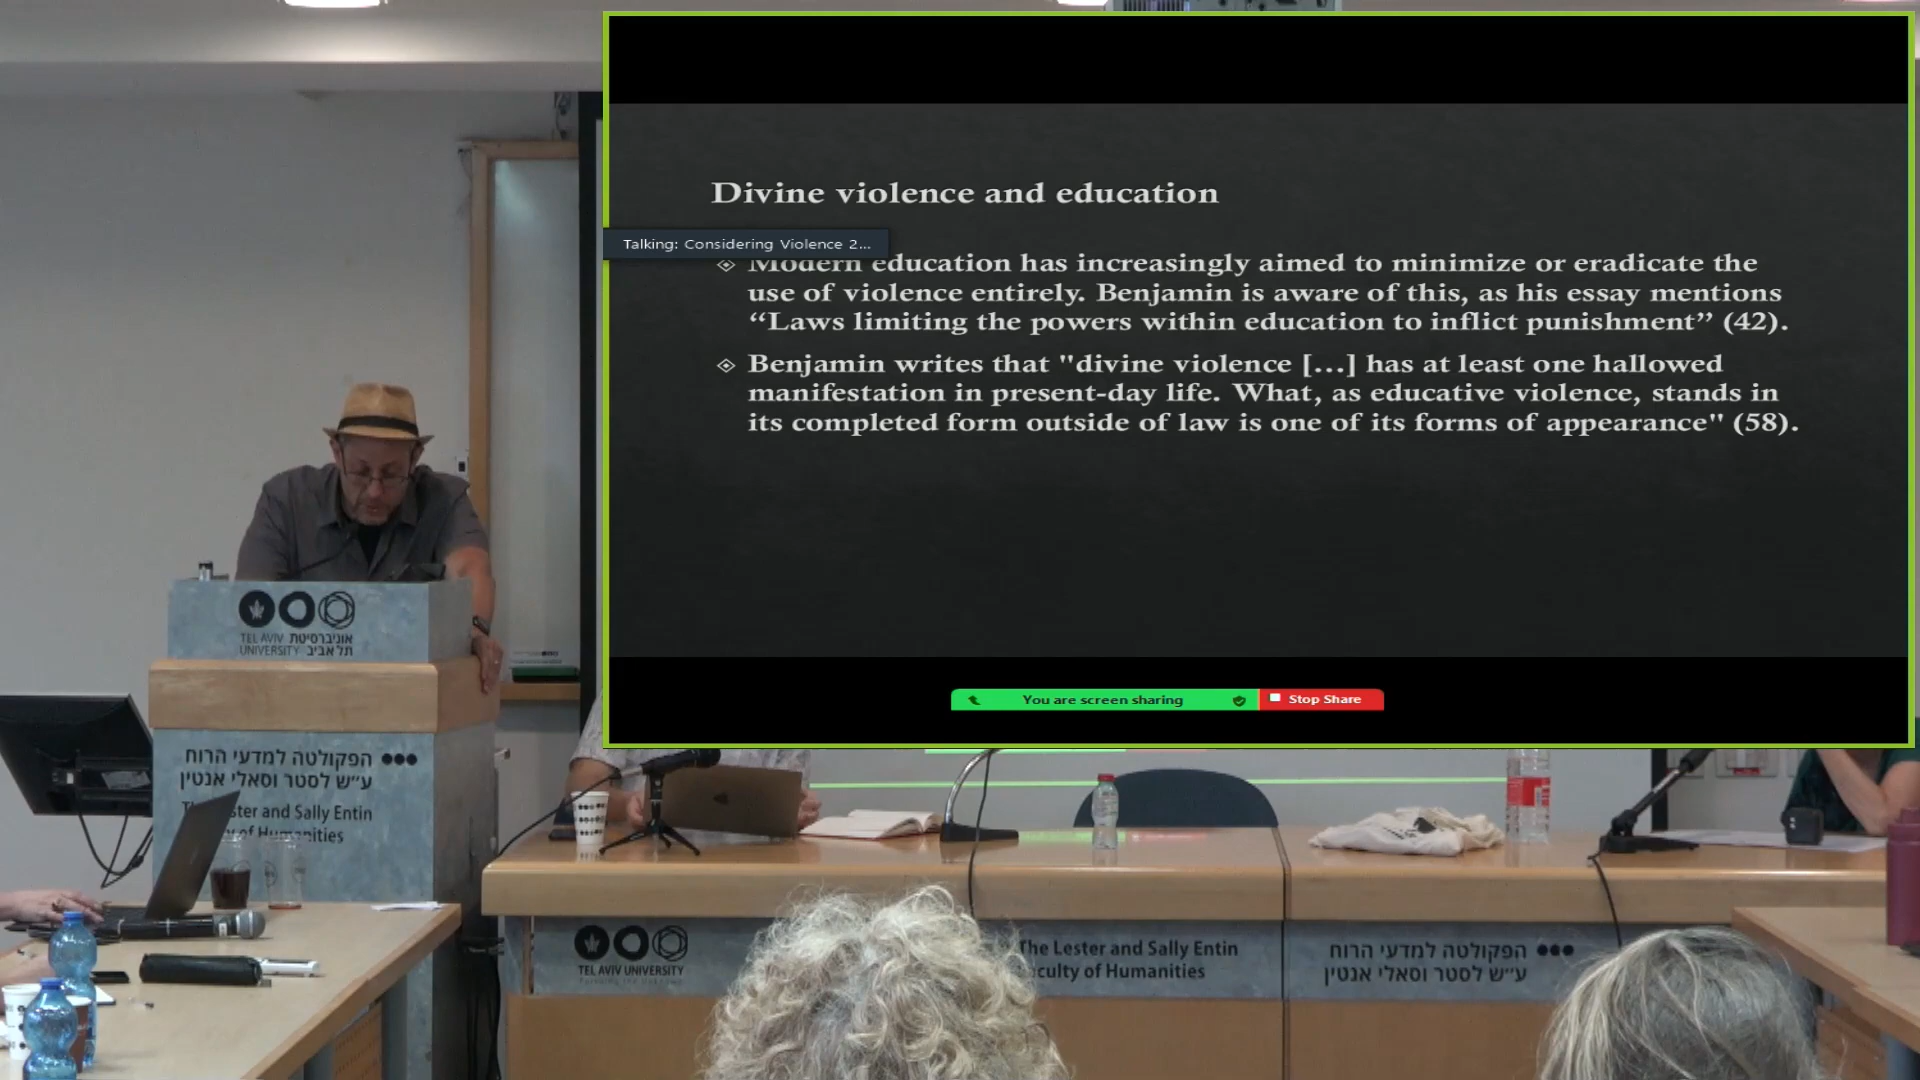 Divine violence and education
Talking: Considering Violence 2...
Modern education has increasingly aimed to minimize or eradicate the
use of violence entirely. Benjamin is aware of this, as his essay mentions
“Laws limiting the powers within education to inflict punishment” (42).
Benjamin writes that "divine violence [...] has at least one hallowed
manifestation in present-day life. What, as educative violence, stands in
its completed form outside of law is one of its forms of appearance" (58).
You are screen sharing
Stop Share
TEL AVIV אוניברסיטת
UNIVERSITY תל אביב
הפקולטה למדעי הרוח
ע״ש לסטר וסאלי אנטין
Lester and Sally Entin
of Humanities
TEL AVIV UNIVERSITY
The Lester and Sally Entin
Faculty of Humanities
הפקולטה למדעי הרוח
ע״ש לסטר וסאלי אנטין